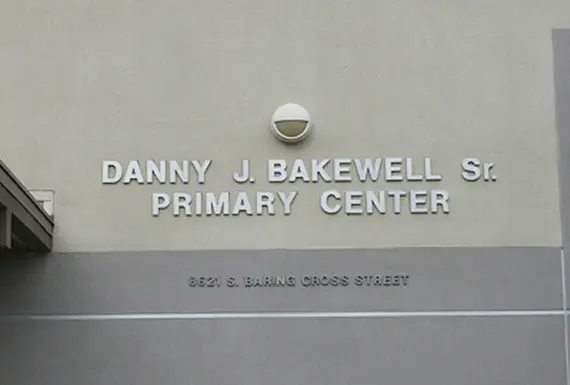 DANNY J. BAKEWELL Sr.
PRIMARY CENTER
8621 S. BARING CROSS STREET